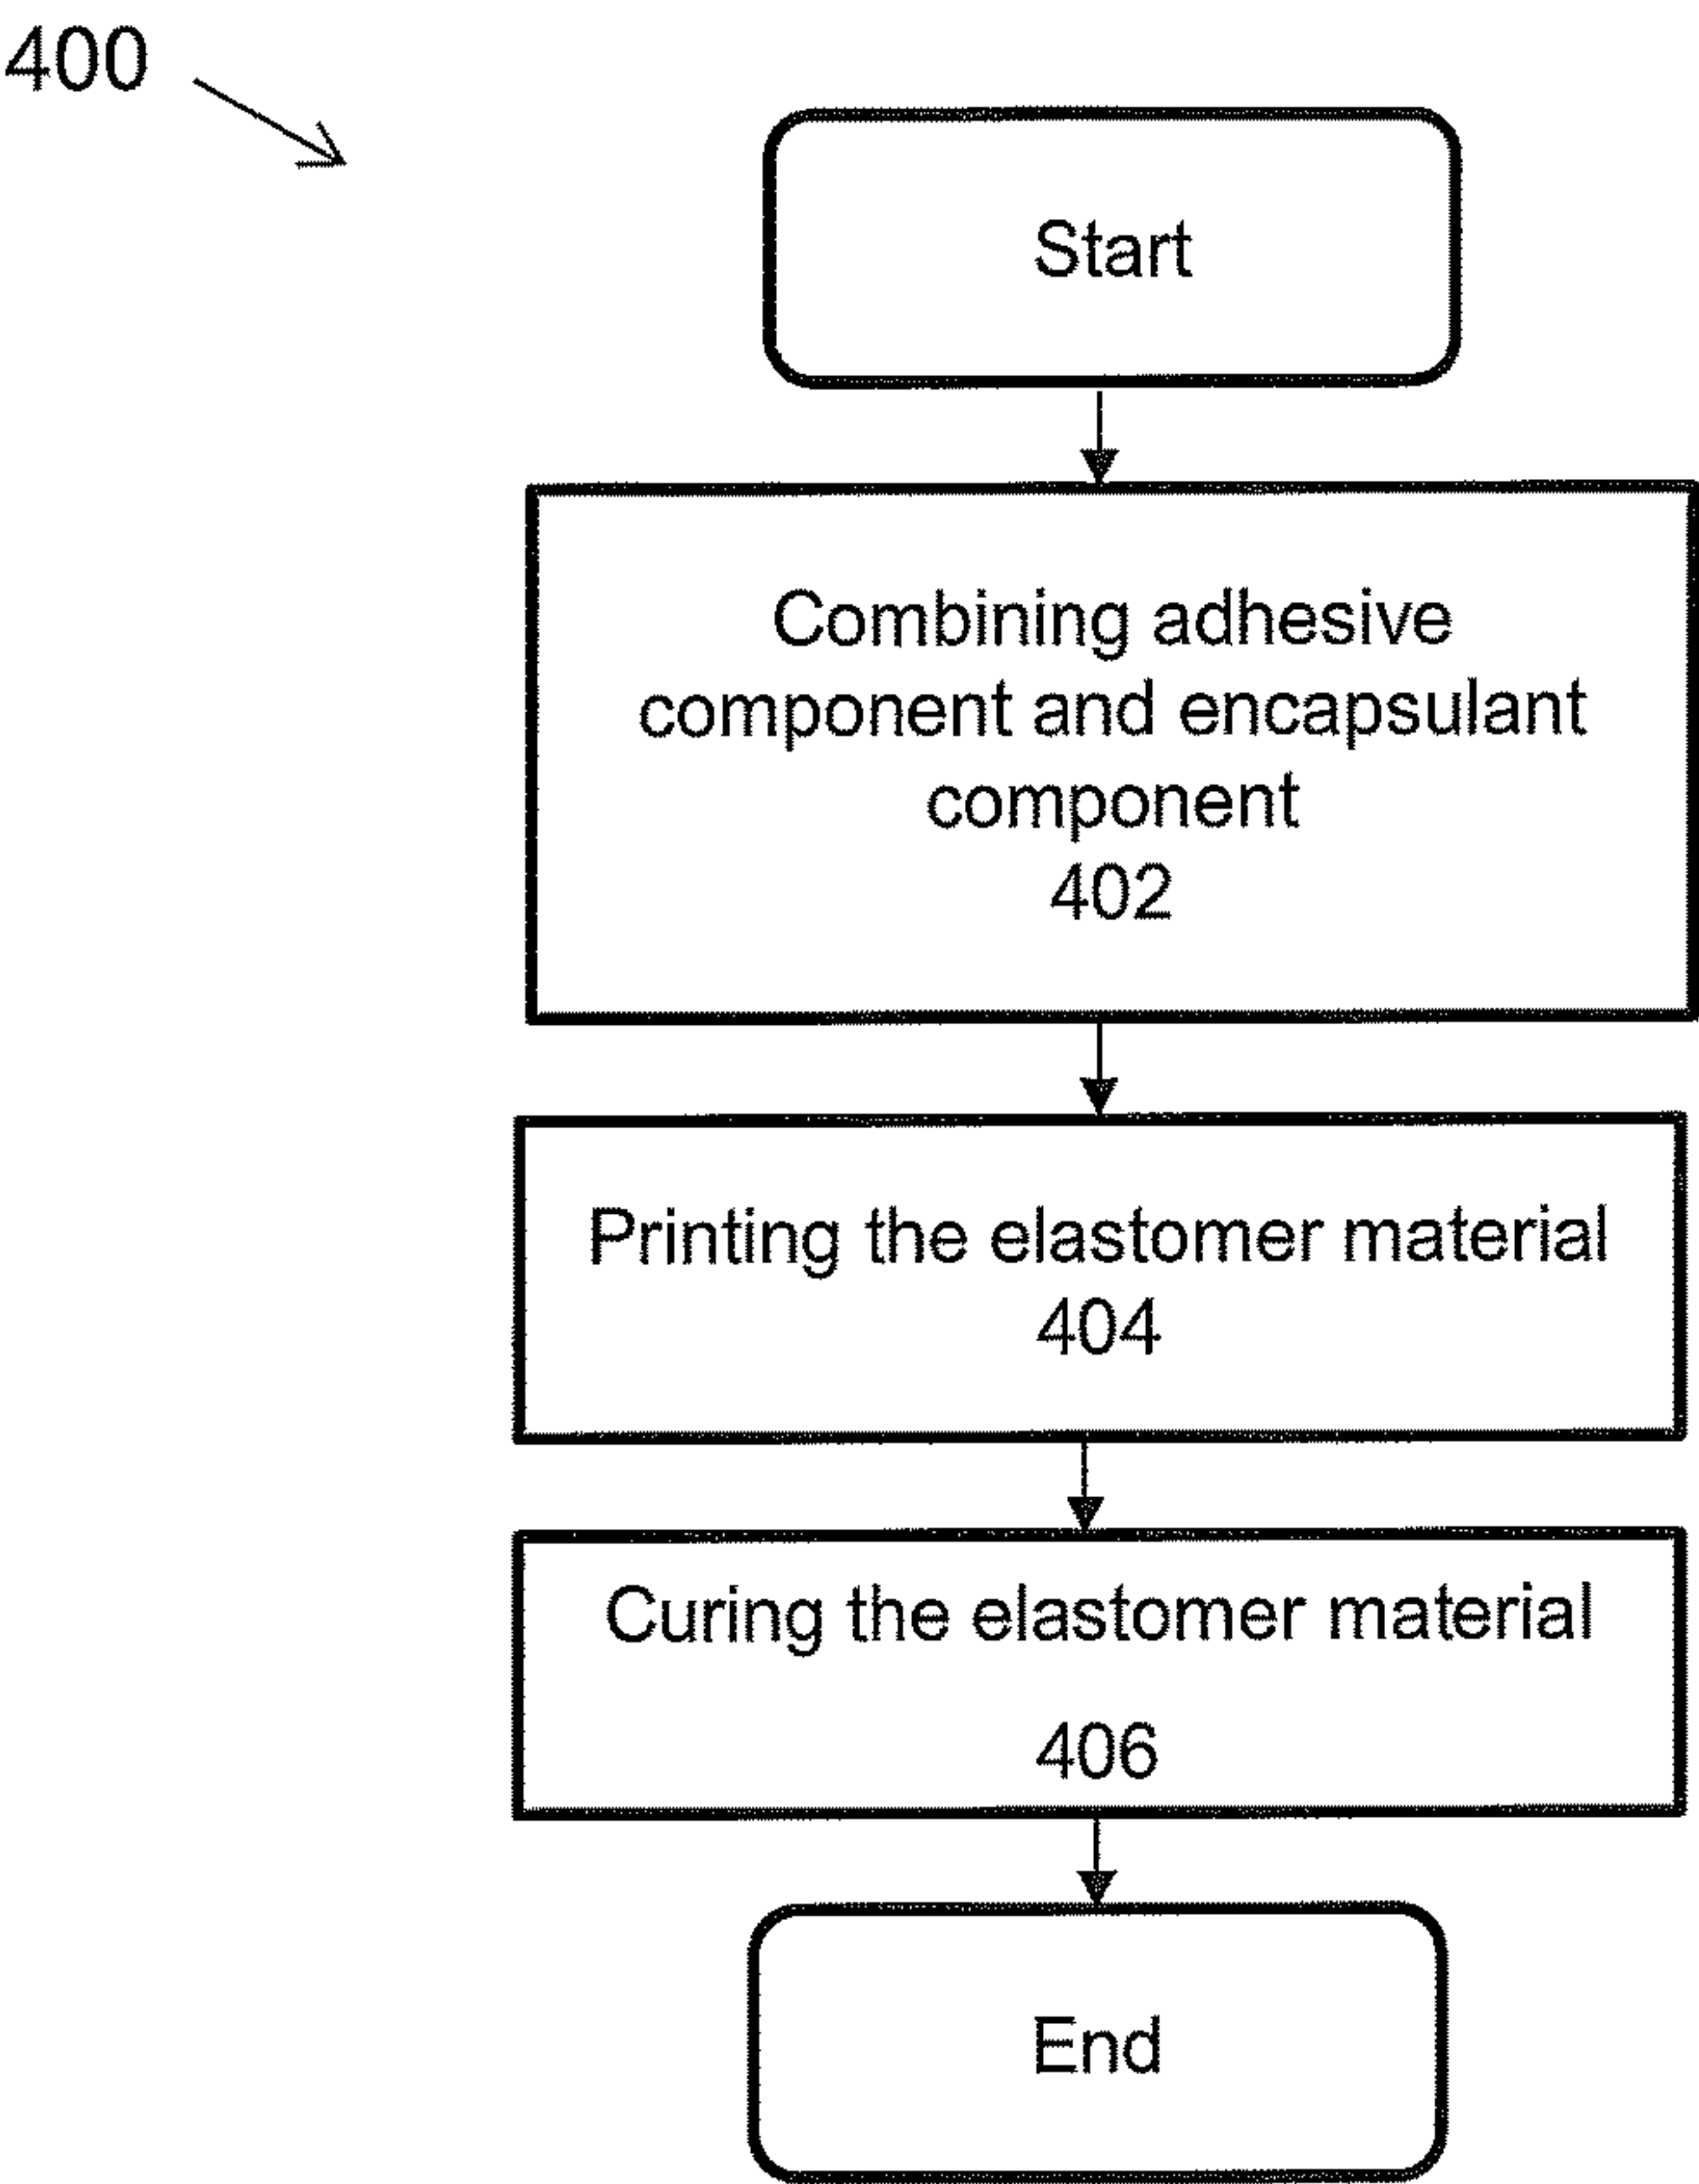 400
Start
Combining adhesive
component and encapsulant
component
402
Printing the elastomer material
404
Curing the elastomer material
406
End